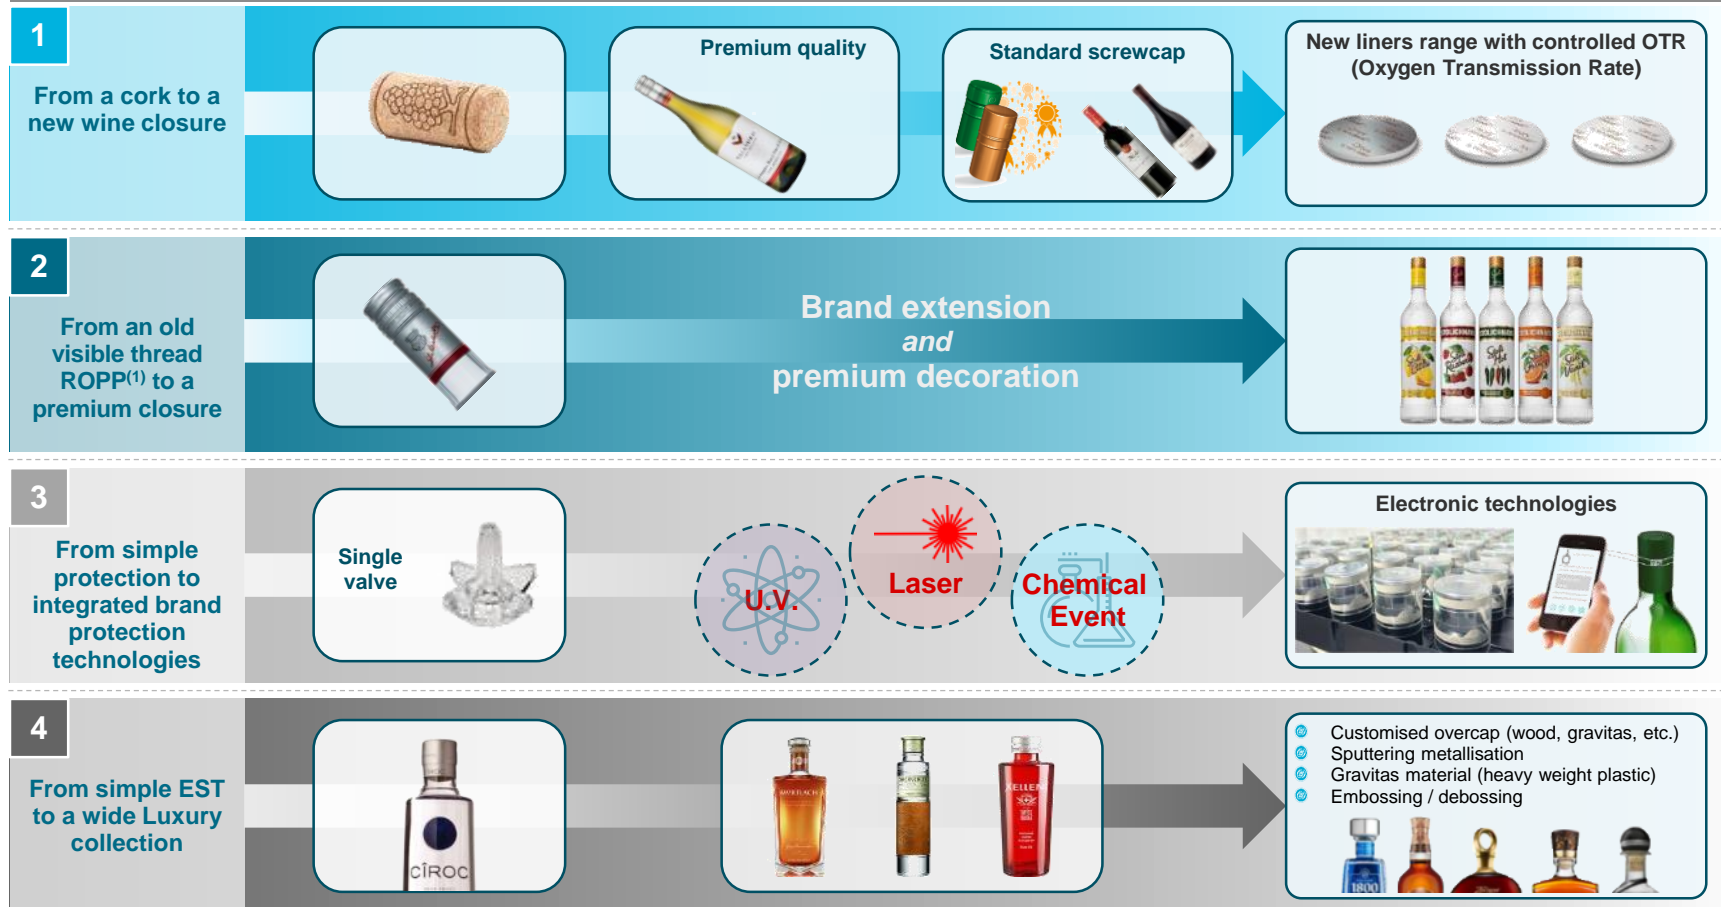 1
From a cork to a
new wine closure
Premium quality
Standard screwcap
New liners range with controlled OTR
(Oxygen Transmission Rate)
2
From an old
visible thread
ROPP(1) to a
premium closure
Brand extension
and
premium decoration
3
From simple
protection to
integrated brand
protection
technologies
Single
valve
U.V.
Laser
Chemical
Event
Electronic technologies
4
From simple EST
to a wide Luxury
collection
CÎROC
Customised overcap (wood, gravitas, etc.)
Sputtering metallisation
Gravitas material (heavy weight plastic)
Embossing / debossing
1800